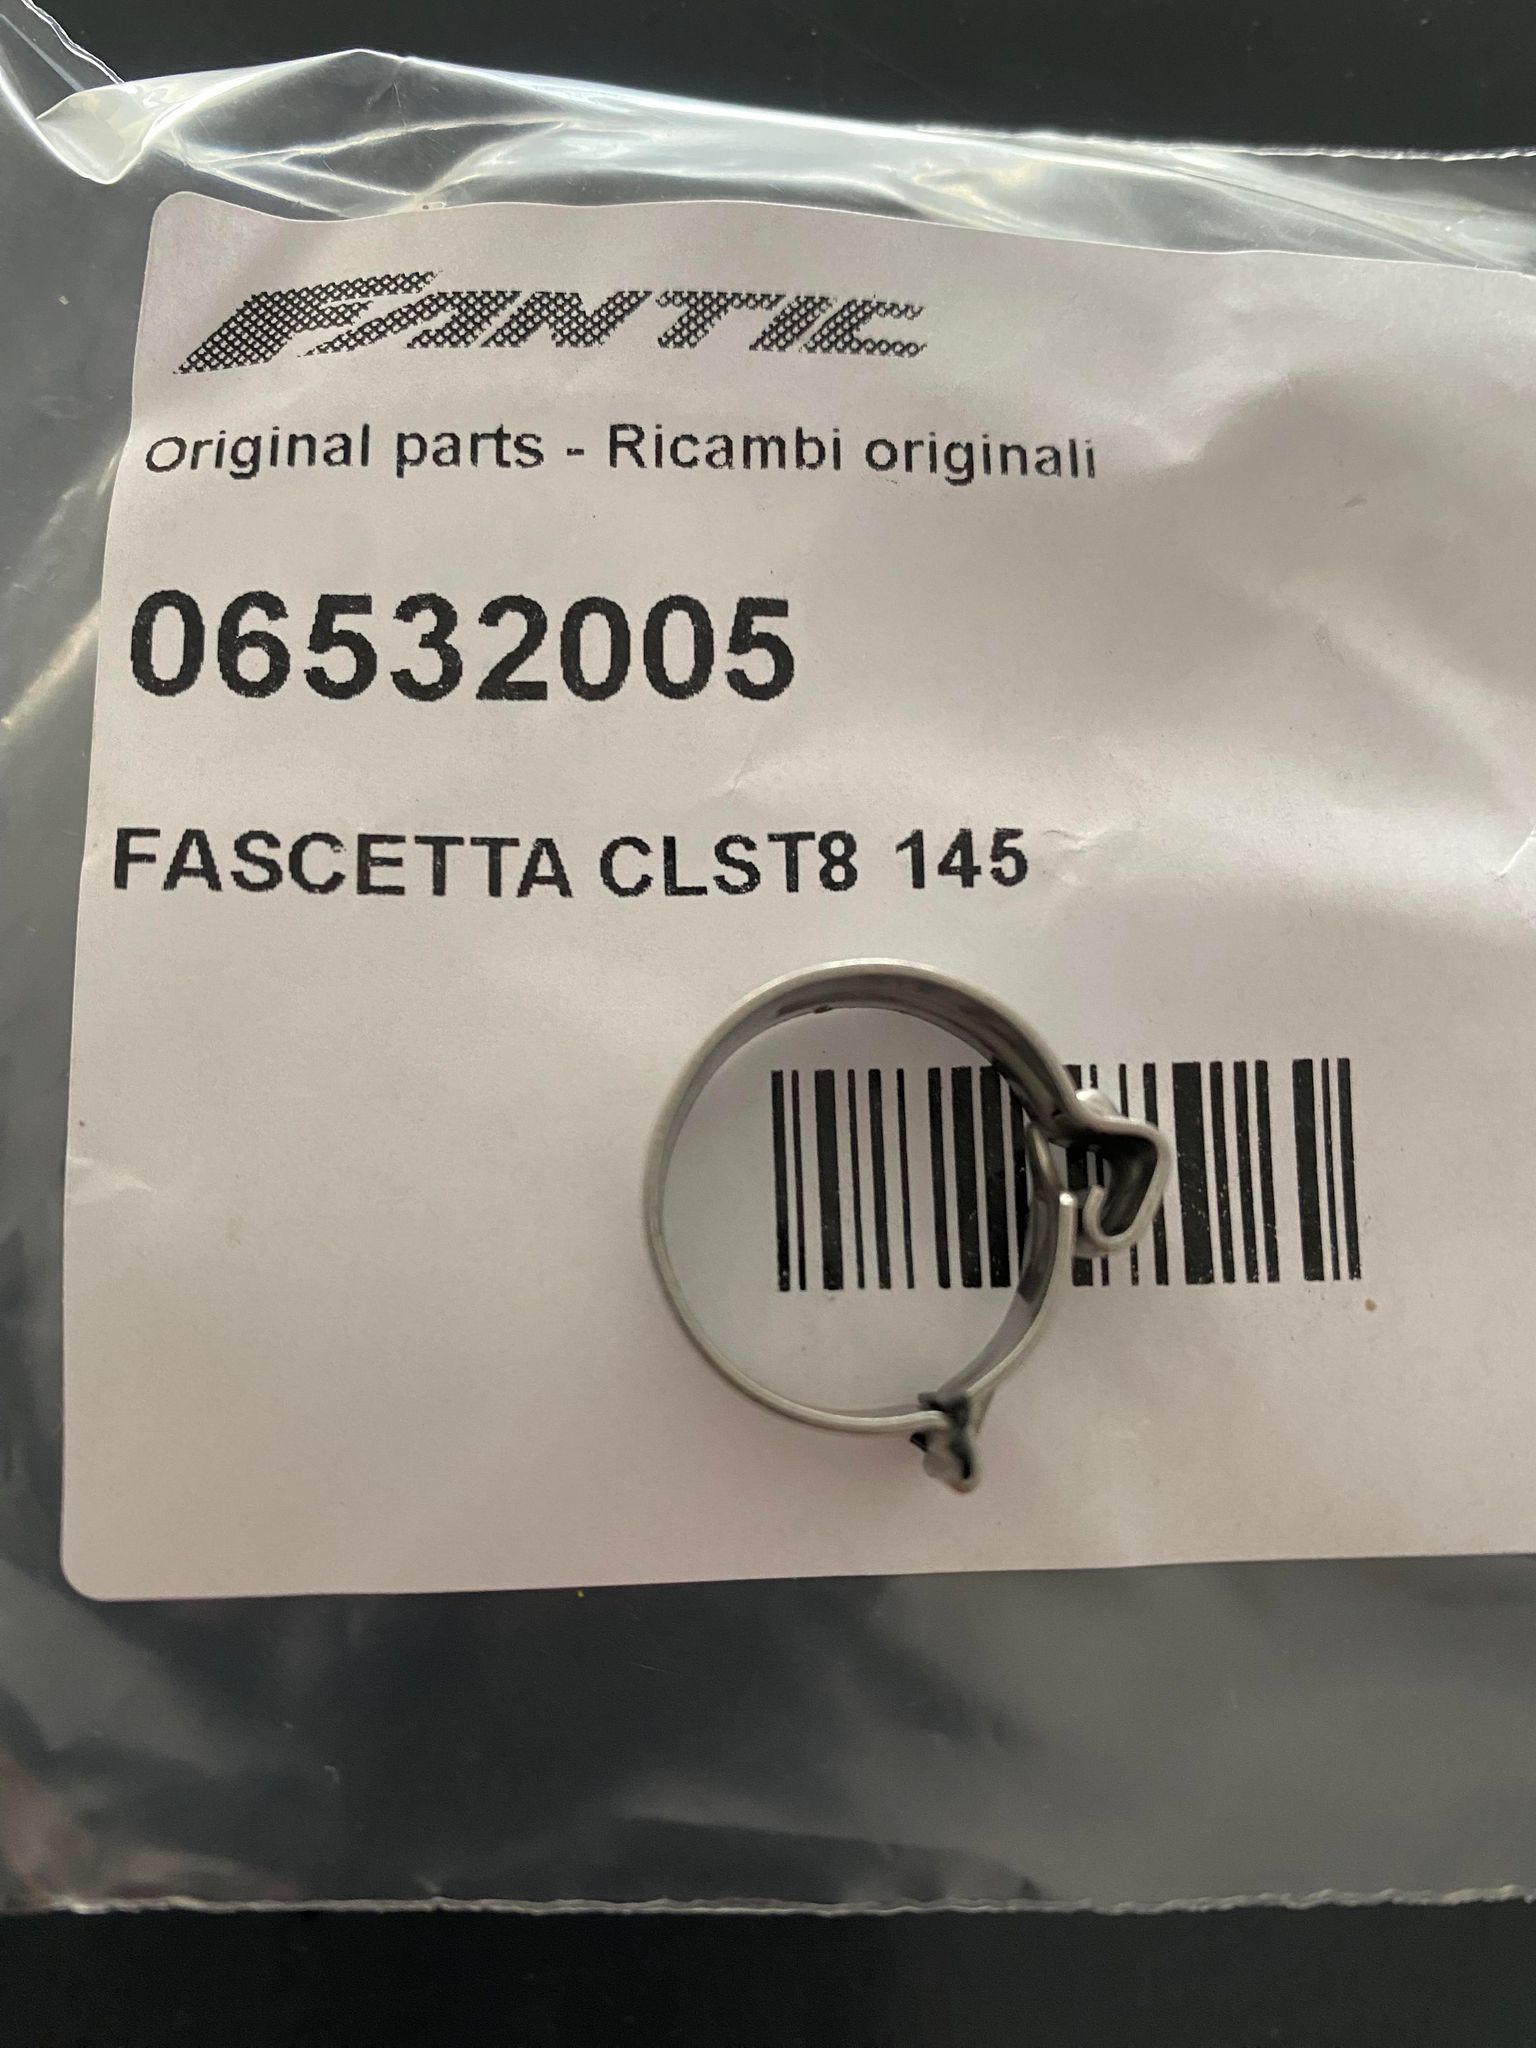 FANTIC
Original parts - Ricambi originali
06532005
FASCETTA CLST8 145